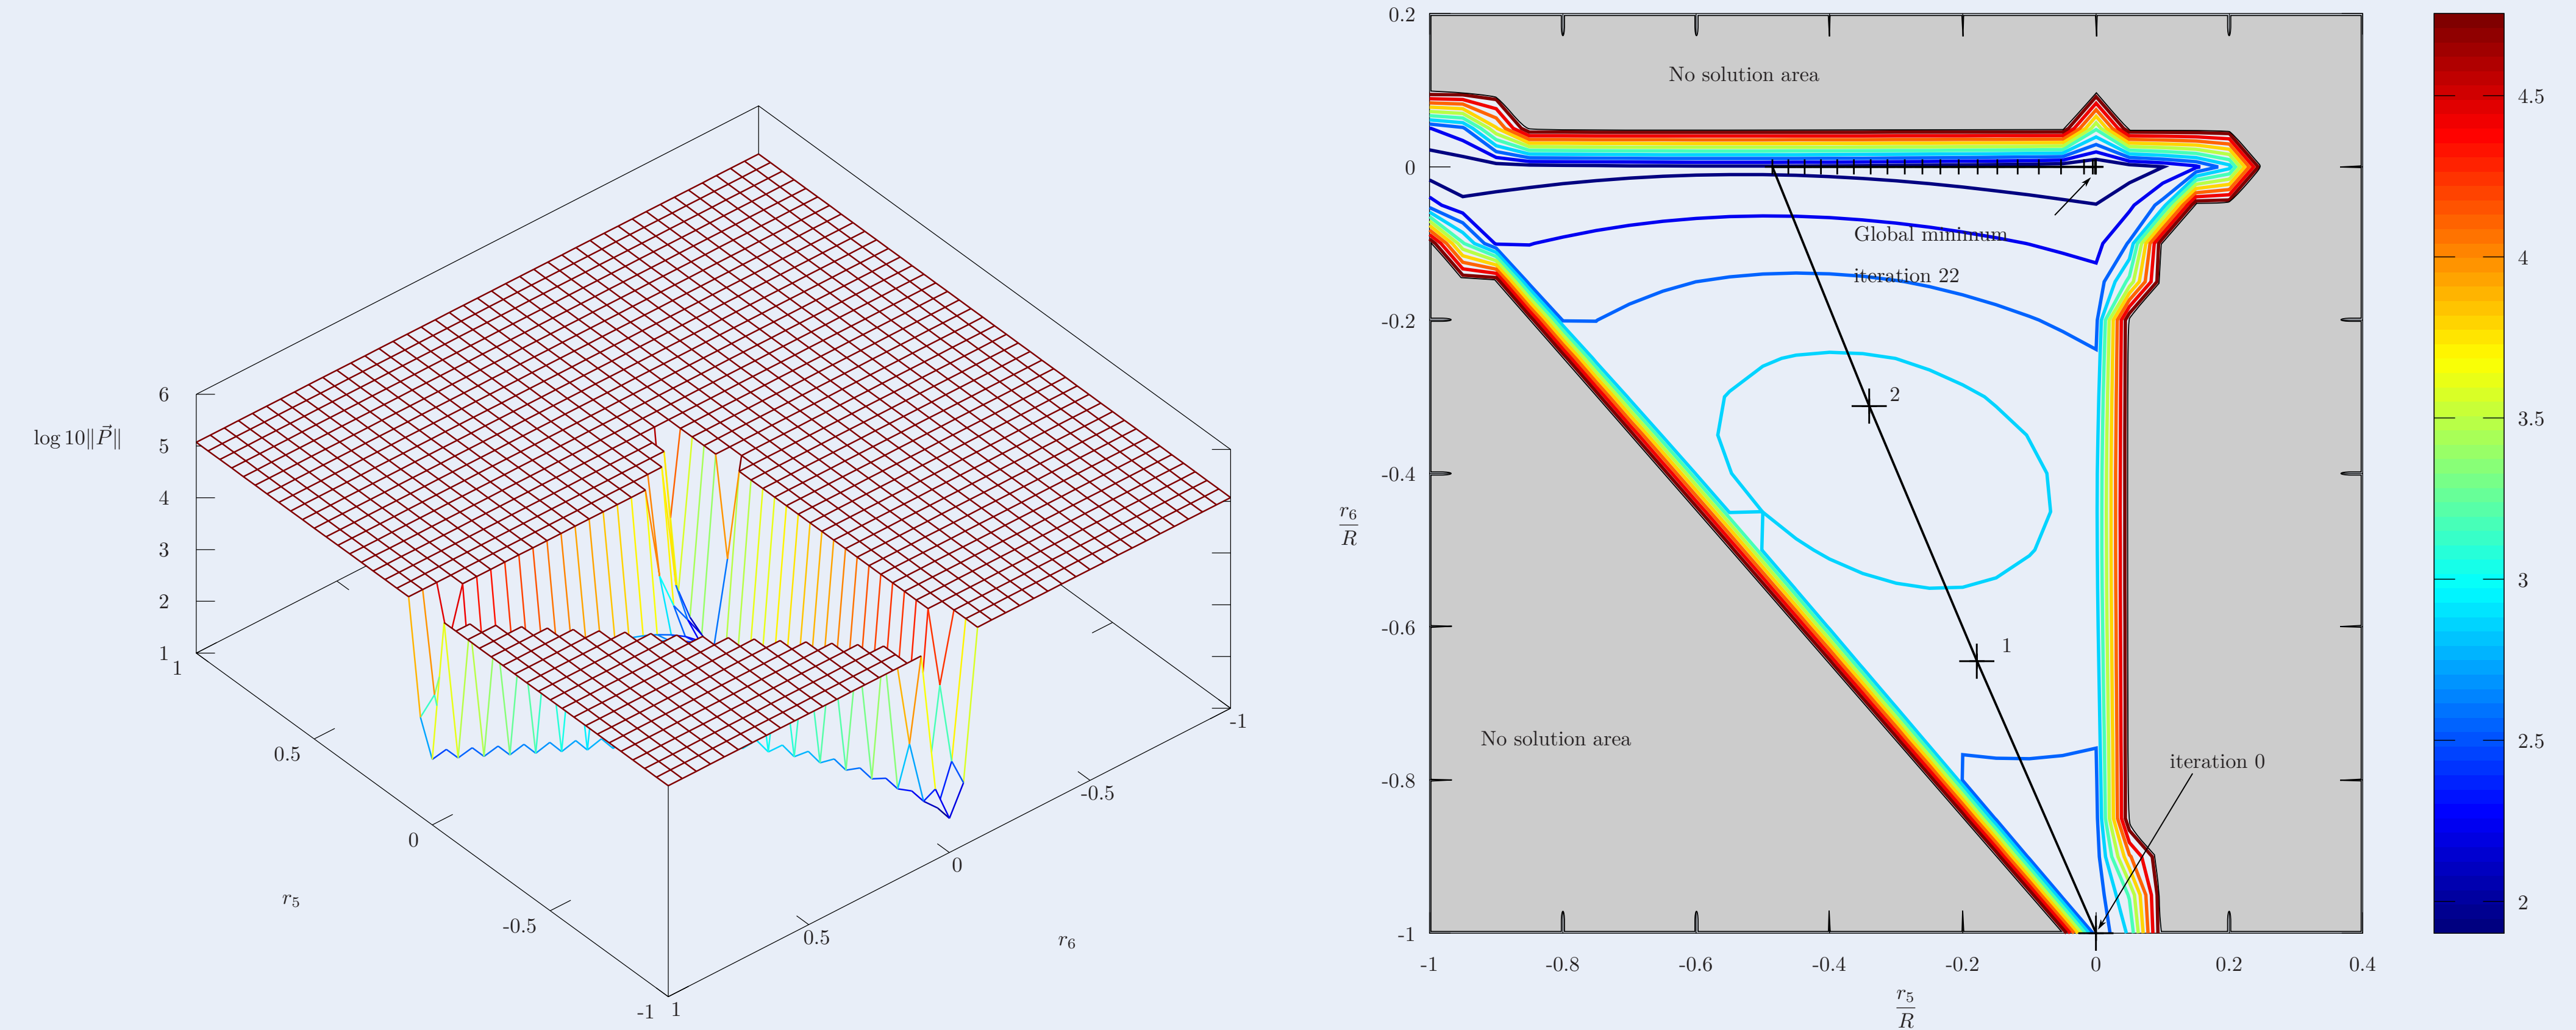 log 10‖P⃗‖
6
5
4
3
2
1
1
0.5
0
-0.5
-1
r5
1
0.5
0
-0.5
-1
r6
0.2
0
-0.2
-0.4
-0.6
-0.8
-1
r6
R
No solution area
Global minimum
iteration 22
2
1
No solution area
iteration 0
-1 -0.8 -0.6 -0.4 -0.2 0 0.2 0.4
r5
R
4.5
4
3.5
3
2.5
2